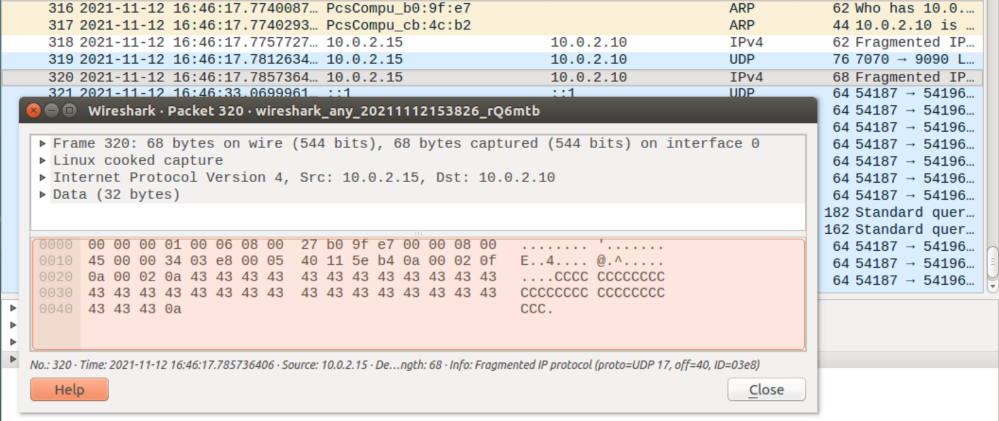 316 2021-11-12 16:46:17.7740087… PcsCompu_b0:9f:e7 ARP 62 Who has 10.0.…
317 2021-11-12 16:46:17.7740293… PcsCompu_cb:4c:b2 ARP 44 10.0.2.10 is …
318 2021-11-12 16:46:17.7757727… 10.0.2.15 10.0.2.10 IPv4 62 Fragmented IP…
319 2021-11-12 16:46:17.7812634… 10.0.2.15 10.0.2.10 UDP 76 7070 → 9090 L…
320 2021-11-12 16:46:17.7857364… 10.0.2.15 10.0.2.10 IPv4 68 Fragmented IP…
321 2021-11-12 16:46:33.0699961… ::1 ::1 UDP 64 54187 → 54196…
64 54187 → 54196…
64 54187 → 54196…
64 54187 → 54196…
64 54187 → 54196…
64 54187 → 54196…
64 54187 → 54196…
182 Standard quer…
162 Standard quer…
64 54187 → 54196…
64 54187 → 54196…
64 54187 → 54196…
Wireshark · Packet 320 · wireshark_any_20211112153826_rQ6mtb
Frame 320: 68 bytes on wire (544 bits), 68 bytes captured (544 bits) on interface 0
Linux cooked capture
Internet Protocol Version 4, Src: 10.0.2.15, Dst: 10.0.2.10
Data (32 bytes)
0000 00 00 00 01 00 06 08 00 27 b0 9f e7 00 00 08 00 ........ '.......
0010 45 00 00 34 03 e8 00 05 40 11 5e b4 0a 00 02 0f E..4.... @.^.....
0020 0a 00 02 0a 43 43 43 43 43 43 43 43 43 43 43 43 ....CCCC CCCCCCCC
0030 43 43 43 43 43 43 43 43 43 43 43 43 43 43 43 43 CCCCCCCC CCCCCCCC
0040 43 43 43 0a CCC.
No.: 320 · Time: 2021-11-12 16:46:17.785736406 · Source: 10.0.2.15 · De…ngth: 68 · Info: Fragmented IP protocol (proto=UDP 17, off=40, ID=03e8)
Help
Close